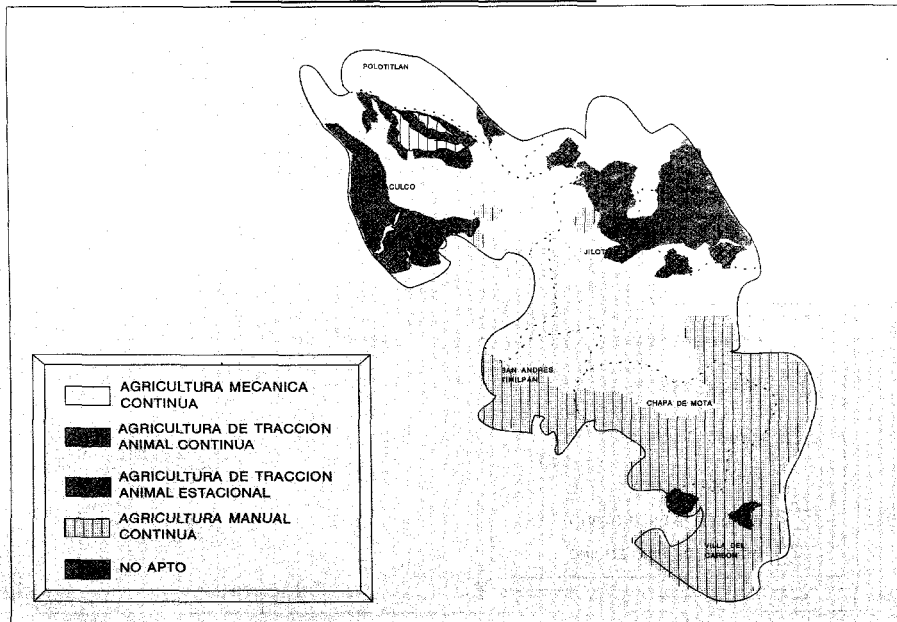 POLOTITLAN
ACULCO
JILOT
SAN ANDRES
TIMILPAN
CHAPA DE MOTA
VILLA DEL
CARBON
AGRICULTURA MECANICA
CONTINUA
AGRICULTURA DE TRACCION
ANIMAL CONTINUA
AGRICULTURA DE TRACCION
ANIMAL ESTACIONAL
AGRICULTURA MANUAL
CONTINUA
NO APTO